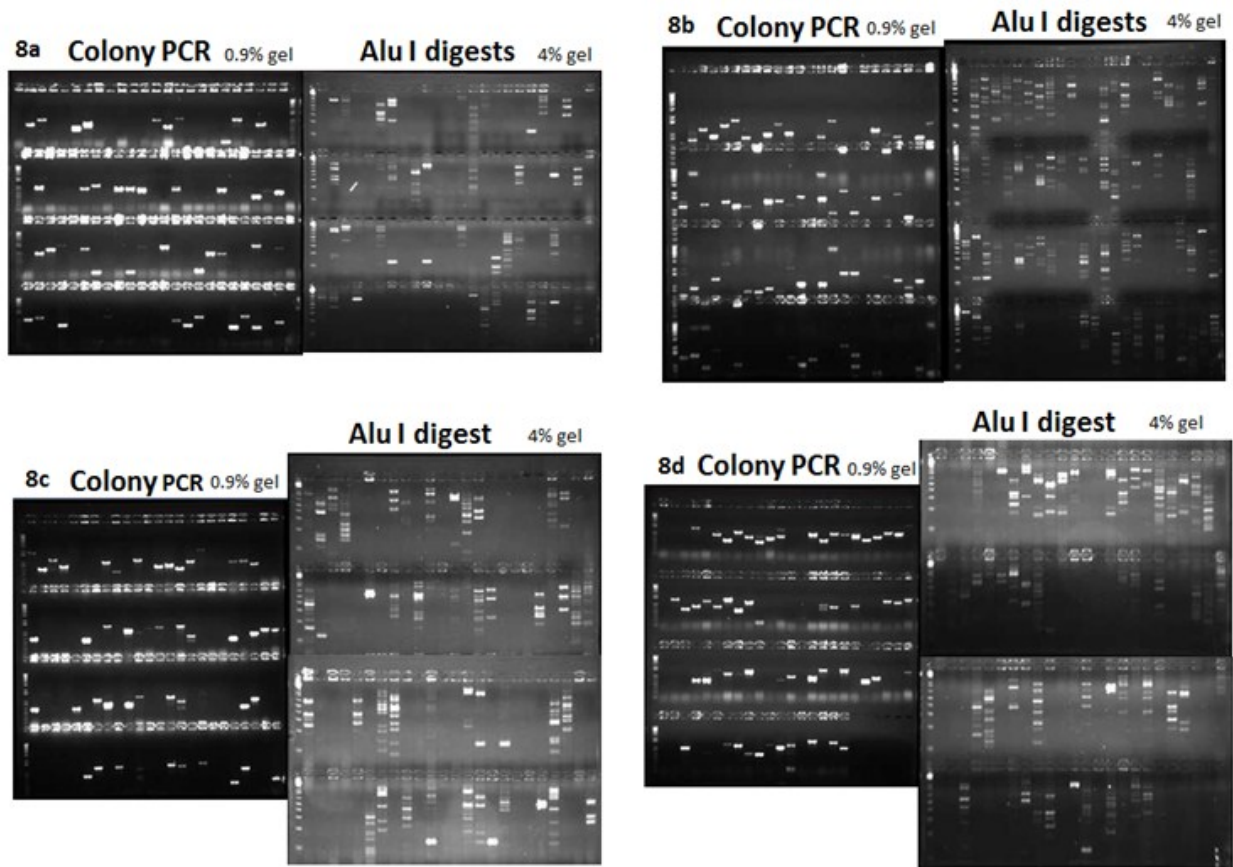 8a Colony PCR 0.9% gel Alu I digests 4% gel
8b Colony PCR 0.9% gel Alu I digests 4% gel
8c Colony PCR 0.9% gel Alu I digest 4% gel
8d Colony PCR 0.9% gel Alu I digest 4% gel